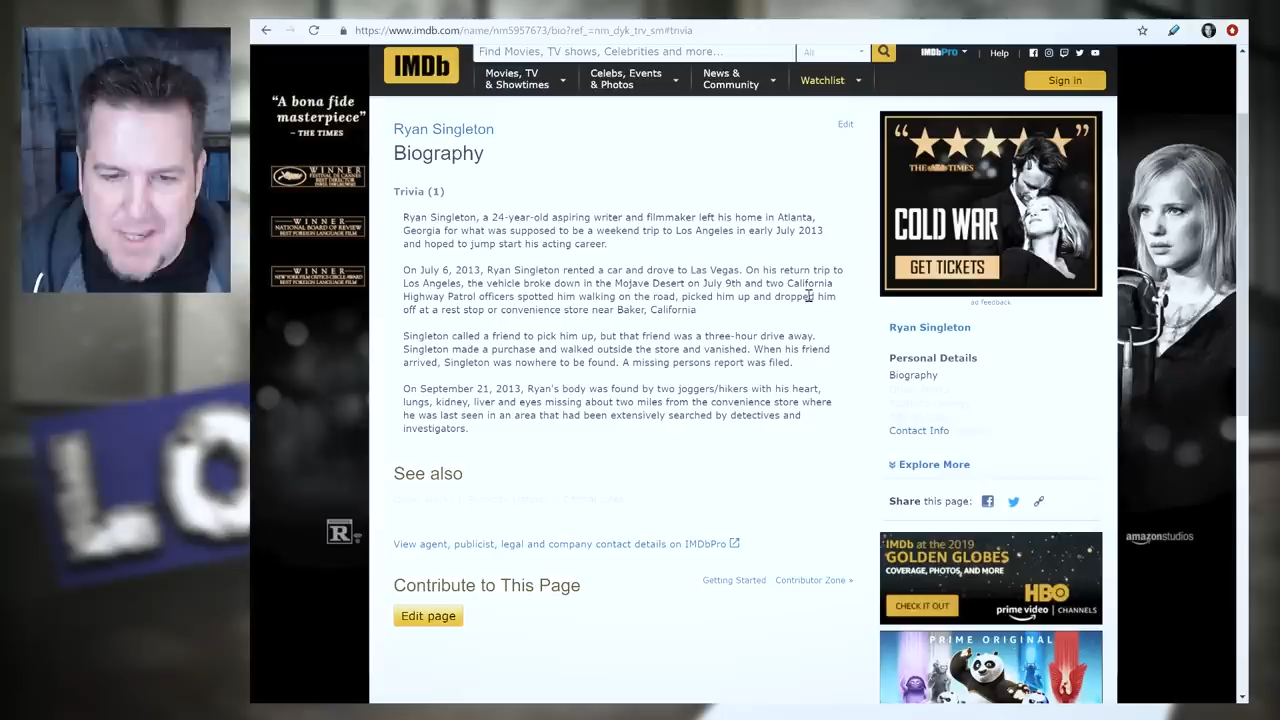 https://www.imdb.com/name/nm5957673/bio?ref_=nm_dyk_trv_sm#trivia
IMDb
Find Movies, TV shows, Celebrities and more...
All
IMDbPro
Help
Movies, TV
& Showtimes
Celebs, Events
& Photos
News &
Community
Watchlist
Sign in
"A bona fide
masterpiece"
— THE TIMES
WINNER
WINNER
NATIONAL BOARD OF REVIEW
BEST FOREIGN LANGUAGE FILM
WINNER
BEST FOREIGN LANGUAGE FILM
R
LO
Ryan Singleton
Edit
Biography
Trivia (1)
Ryan Singleton, a 24-year-old aspiring writer and filmmaker left his home in Atlanta,
Georgia for what was supposed to be a weekend trip to Los Angeles in early July 2013
and hoped to jump start his acting career.
On July 6, 2013, Ryan Singleton rented a car and drove to Las Vegas. On his return trip to
Los Angeles, the vehicle broke down in the Mojave Desert on July 9th and two California
Highway Patrol officers spotted him walking on the road, picked him up and dropped him
off at a rest stop or convenience store near Baker, California
Singleton called a friend to pick him up, but that friend was a three-hour drive away.
Singleton made a purchase and walked outside the store and vanished. When his friend
arrived, Singleton was nowhere to be found. A missing persons report was filed.
On September 21, 2013, Ryan's body was found by two joggers/hikers with his heart,
lungs, kidney, liver and eyes missing about two miles from the convenience store where
he was last seen in an area that had been extensively searched by detectives and
investigators.
See also
View agent, publicist, legal and company contact details on IMDbPro
Contribute to This Page
Getting Started
Contributor Zone »
Edit page
"★★★★★"
THE TIMES
COLD WAR
GET TICKETS
ad feedback
Ryan Singleton
Personal Details
Biography
Contact Info
Explore More
Share this page:
IMDb at the 2019
GOLDEN GLOBES
COVERAGE, PHOTOS, AND MORE
CHECK IT OUT
HBO
prime video | CHANNELS
PRIME ORIGINAL
amazonstudios